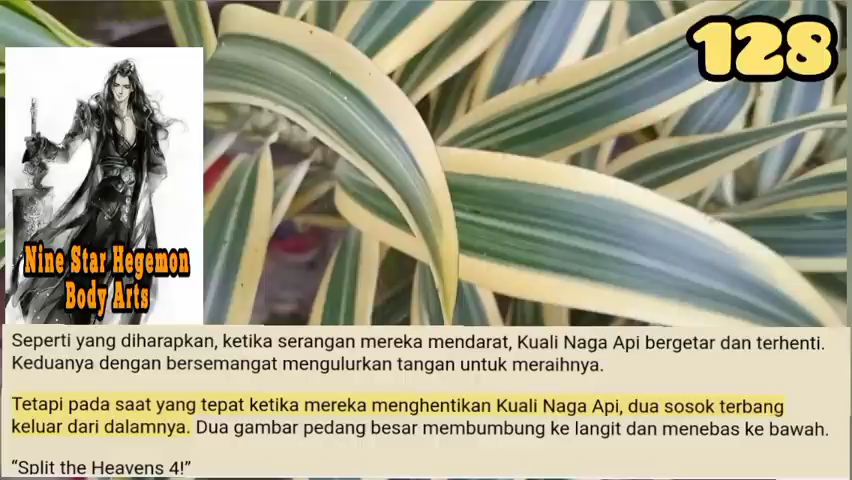 128
Nine Star Hegemon
Body Arts
Seperti yang diharapkan, ketika serangan mereka mendarat, Kuali Naga Api bergetar dan terhenti.
Keduanya dengan bersemangat mengulurkan tangan untuk meraihnya.
Tetapi pada saat yang tepat ketika mereka menghentikan Kuali Naga Api, dua sosok terbang
keluar dari dalamnya. Dua gambar pedang besar membumbung ke langit dan menebas ke bawah.
“Split the Heavens 4!”